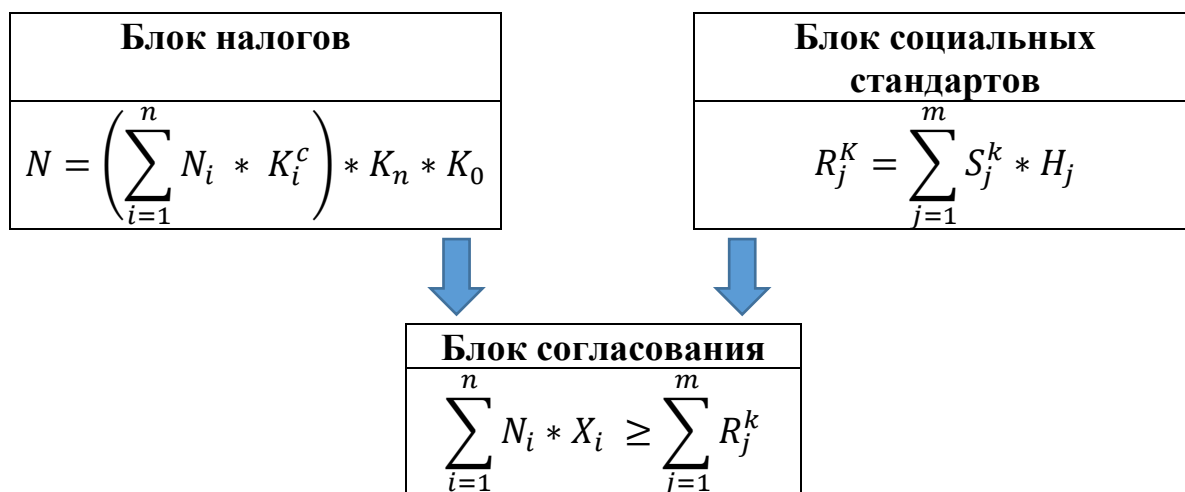 Блок налогов
N = (∑_{i=1}^{n} N_i * K_i^c) * K_n * K_0
Блок социальных
стандартов
R_j^K = ∑_{j=1}^{m} S_j^k * H_j
Блок согласования
∑_{i=1}^{n} N_i * X_i ≥ ∑_{j=1}^{m} R_j^k